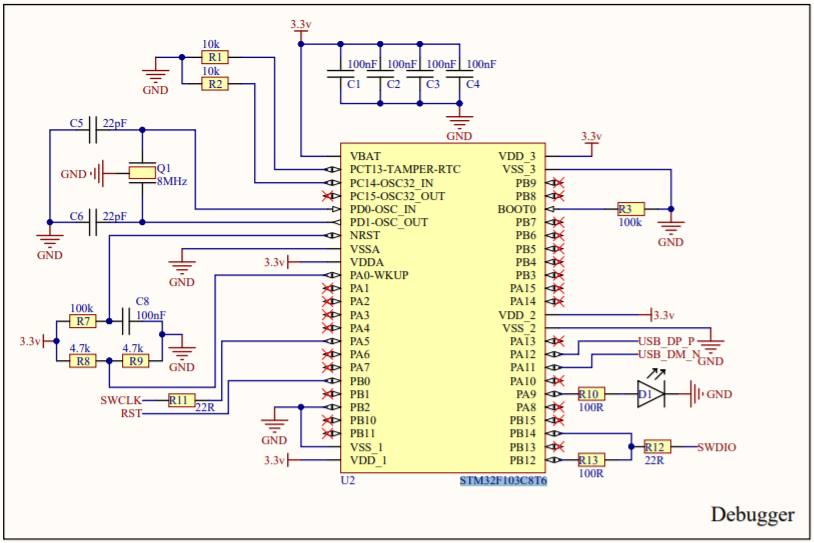 3.3v
10k
R1
10k
R2
GND
100nF 100nF 100nF 100nF
C1 C2 C3 C4
GND
C5 22pF
GND Q1
8MHz
C6 22pF
GND
VBAT VDD_3 3.3v
PCT13-TAMPER-RTC VSS_3
PC14-OSC32_IN PB9
PC15-OSC32_OUT PB8
PD0-OSC_IN BOOT0 R3
100k
GND
PD1-OSC_OUT PB7
NRST PB6
VSSA PB5
GND
3.3v VDDA PB4
PA0-WKUP PB3
PA1 PA15
PA2 PA14
PA3 VDD_2 3.3v
PA4 VSS_2
GND
PA5 PA13 USB_DP_P
PA6 PA12 USB_DM_N
PA7 PA11
PB0 PA10
PB1 PA9 R10 D1 GND
100R
PB2 PA8
PB10 PB15
PB11 PB14
VSS_1 PB13 R12 SWDIO
22R
3.3v VDD_1 PB12 R13
100R
100k C8
R7 100nF
3.3v
GND
4.7k 4.7k
R8 R9
SWCLK R11
22R
RST
GND
U2 STM32F103C8T6
Debugger